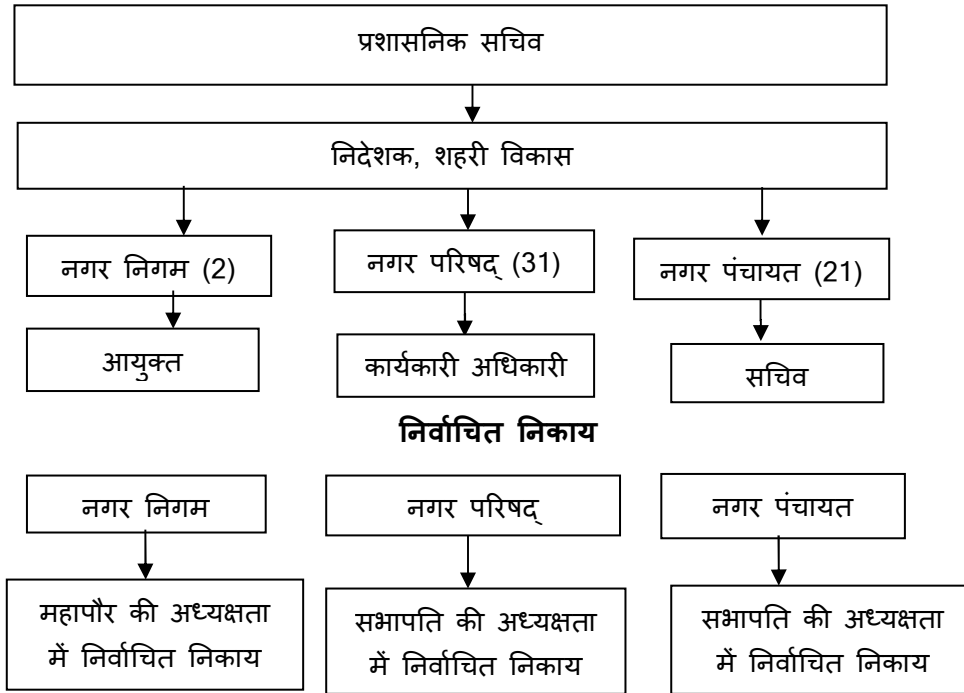 प्रशासनिक सचिव
निदेशक, शहरी विकास
नगर निगम (2)
नगर परिषद् (31)
नगर पंचायत (21)
आयुक्त
कार्यकारी अधिकारी
सचिव
निर्वाचित निकाय
नगर निगम
नगर परिषद्
नगर पंचायत
महापौर की अध्यक्षता
में निर्वाचित निकाय
सभापति की अध्यक्षता
में निर्वाचित निकाय
सभापति की अध्यक्षता
में निर्वाचित निकाय